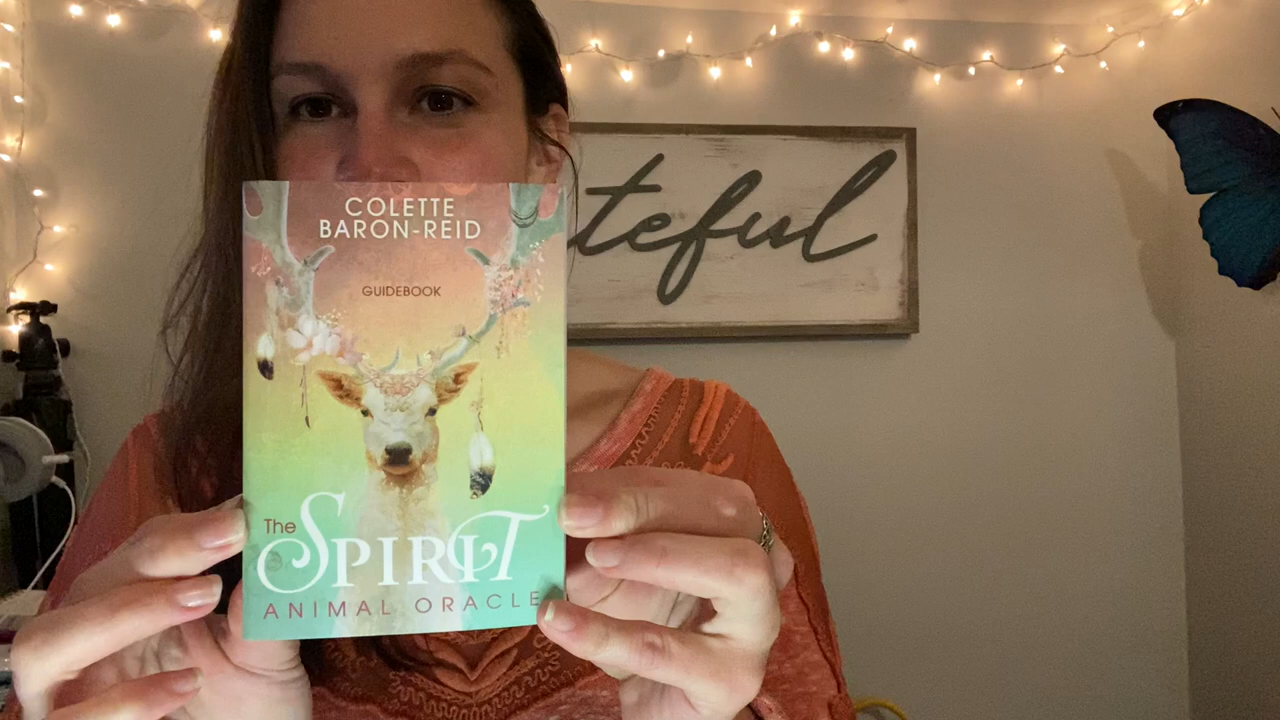 COLETTE
BARON-REID
GUIDEBOOK
The
SPIRIT
ANIMAL ORACLE
teful